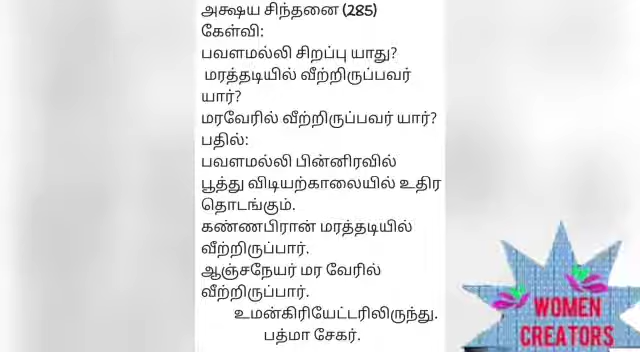 அக்ஷய சிந்தனை (285)
கேள்வி:
பவளமல்லி சிறப்பு யாது?
மரத்தடியில் வீற்றிருப்பவர்
யார்?
மரவேரில் வீற்றிருப்பவர் யார்?
பதில்:
பவளமல்லி பின்னிரவில்
பூத்து விடியற்காலையில் உதிர
தொடங்கும்.
கண்ணபிரான் மரத்தடியில்
வீற்றிருப்பார்.
ஆஞ்சநேயர் மர வேரில்
வீற்றிருப்பார்.
உமன்கிரியேட்டரிலிருந்து.
பத்மா சேகர்.
WOMEN
CREATORS